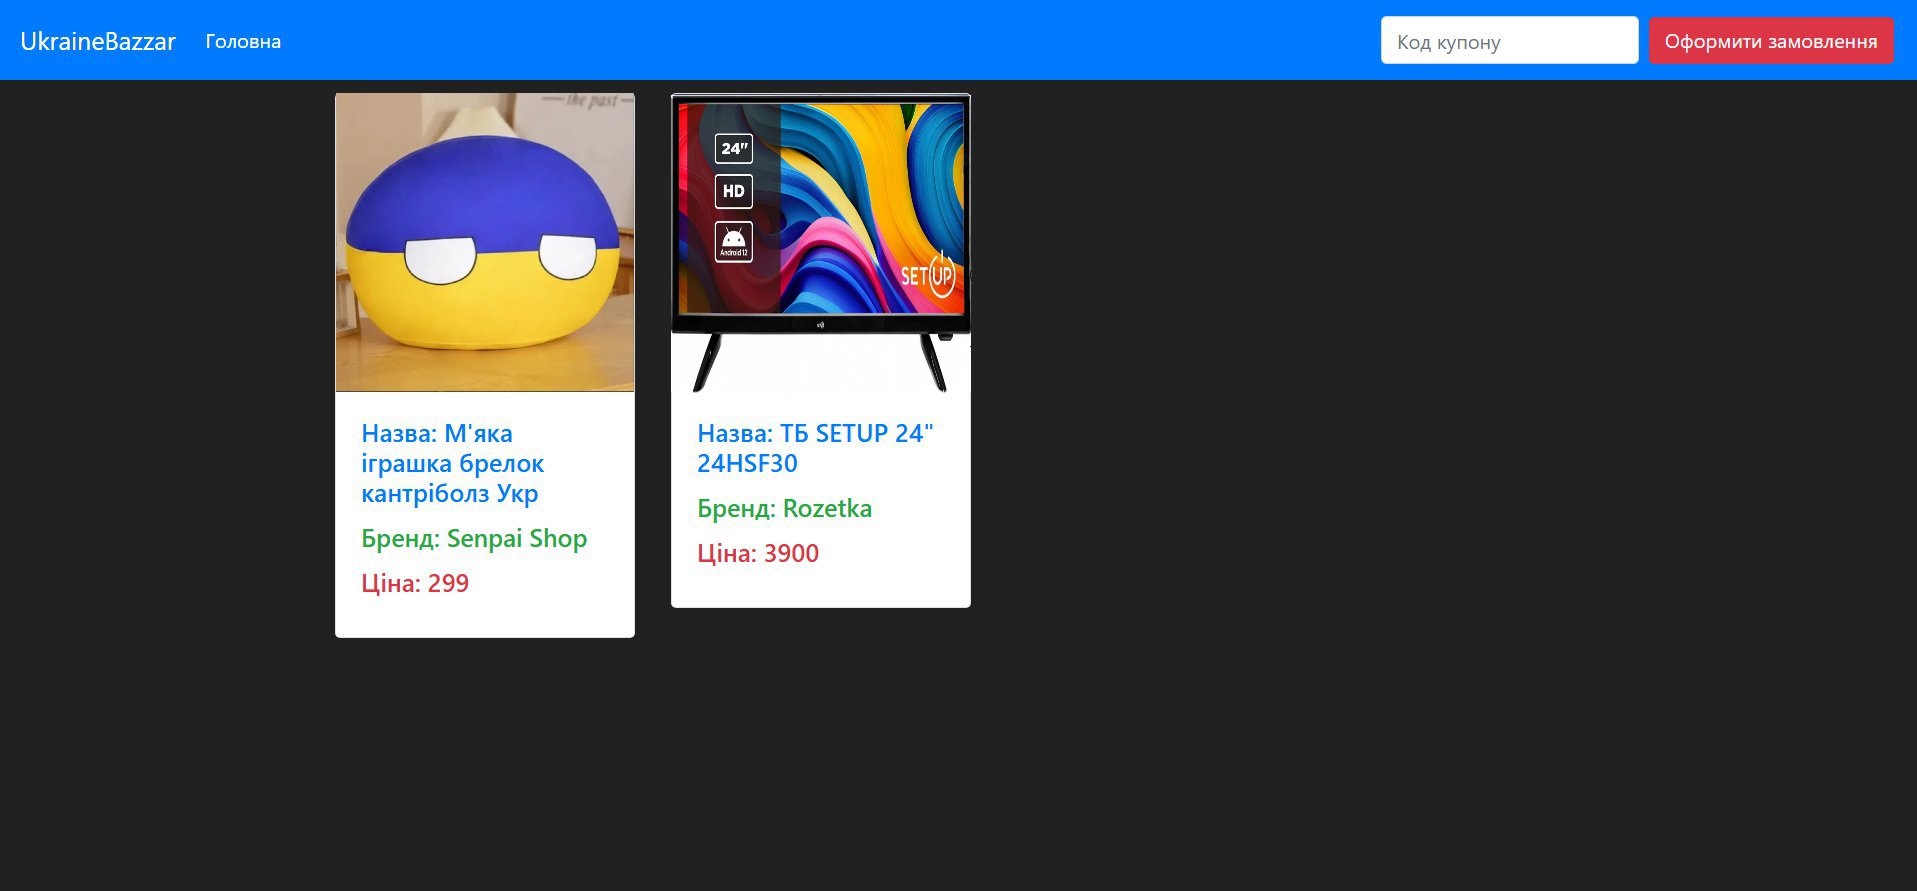 UkraineBazzar
Головна
Код купону
Оформити замовлення
the past
24"
HD
Android 12
SETUP
Назва: М'яка
іграшка брелок
кантріболз Укр
Бренд: Senpai Shop
Ціна: 299
Назва: ТБ SETUP 24"
24HSF30
Бренд: Rozetka
Ціна: 3900